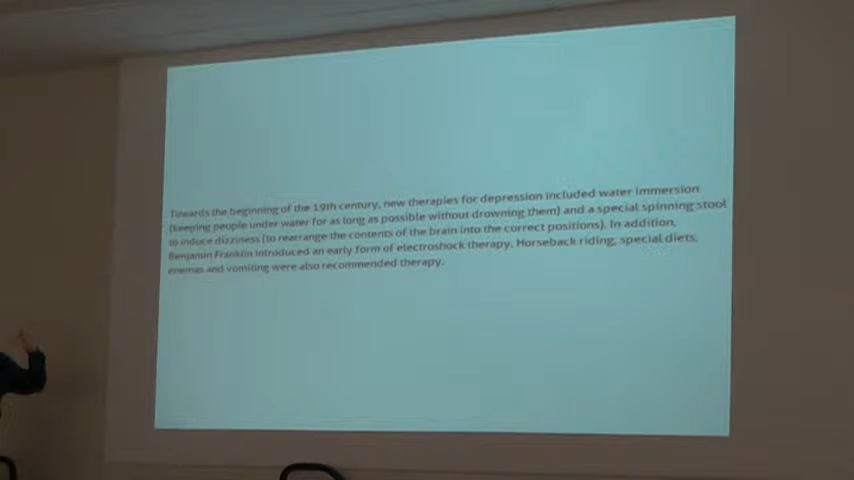 Towards the beginning of the 19th century, new therapies for depression included water immersion
(keeping people under water for as long as possible without drowning them) and a special spinning stool
to induce dizziness (to rearrange the contents of the brain into the correct positions). In addition,
Benjamin Franklin introduced an early form of electroshock therapy. Horseback riding, special diets,
enemas and vomiting were also recommended therapy.